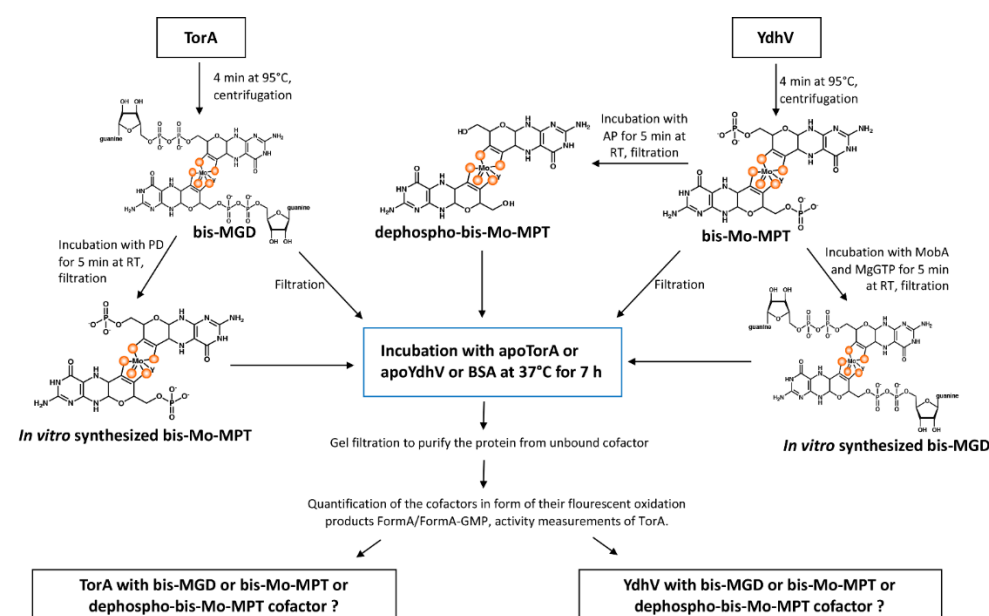 TorA
YdhV
4 min at 95°C,
centrifugation
4 min at 95°C,
centrifugation
Incubation with
AP for 5 min at
RT, filtration
bis-MGD
dephospho-bis-Mo-MPT
bis-Mo-MPT
Incubation with PD
for 5 min at RT,
filtration
Filtration
Filtration
Incubation with MobA
and MgGTP for 5 min
at RT, filtration
Incubation with apoTorA or
apoYdhV or BSA at 37°C for 7 h
In vitro synthesized bis-Mo-MPT
In vitro synthesized bis-MGD
Gel filtration to purify the protein from unbound cofactor
Quantification of the cofactors in form of their flourescent oxidation
products FormA/FormA-GMP, activity measurements of TorA.
TorA with bis-MGD or bis-Mo-MPT or
dephospho-bis-Mo-MPT cofactor ?
YdhV with bis-MGD or bis-Mo-MPT or
dephospho-bis-Mo-MPT cofactor ?